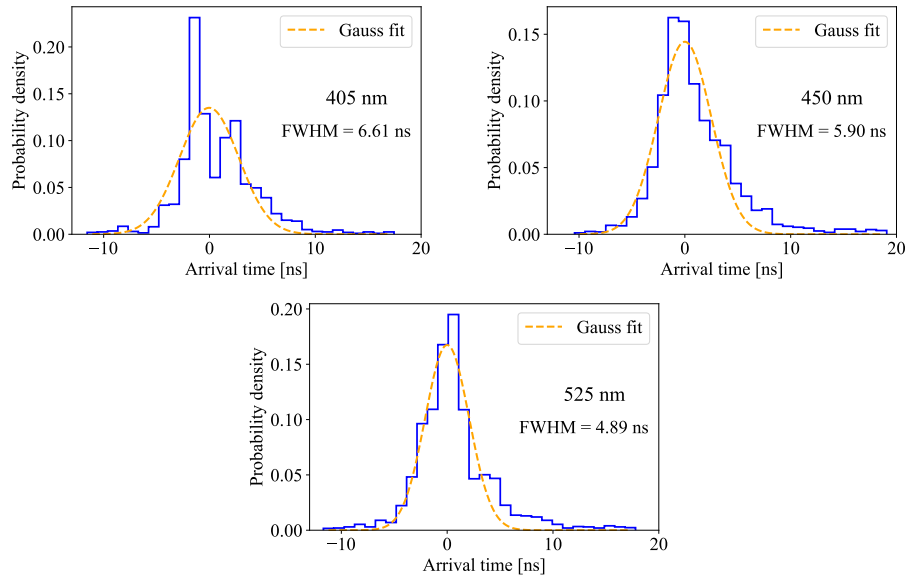 Gauss fit
405 nm
FWHM = 6.61 ns
Probability density
0.20
0.15
0.10
0.05
0.00
−10
0
10
20
Arrival time [ns]
Gauss fit
450 nm
FWHM = 5.90 ns
Probability density
0.15
0.10
0.05
0.00
−10
0
10
20
Arrival time [ns]
Gauss fit
525 nm
FWHM = 4.89 ns
Probability density
0.20
0.15
0.10
0.05
0.00
−10
0
10
20
Arrival time [ns]